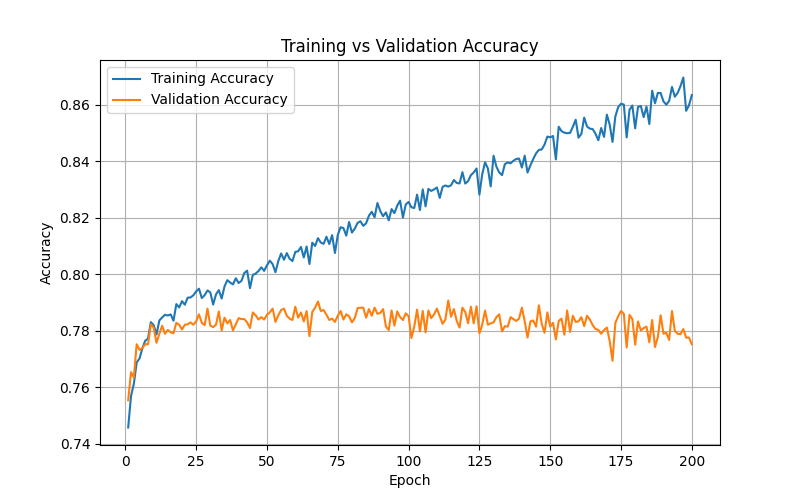 Training vs Validation Accuracy
Training Accuracy
Validation Accuracy
0.86
0.84
0.82
0.80
0.78
0.76
0.74
Accuracy
0 25 50 75 100 125 150 175 200
Epoch